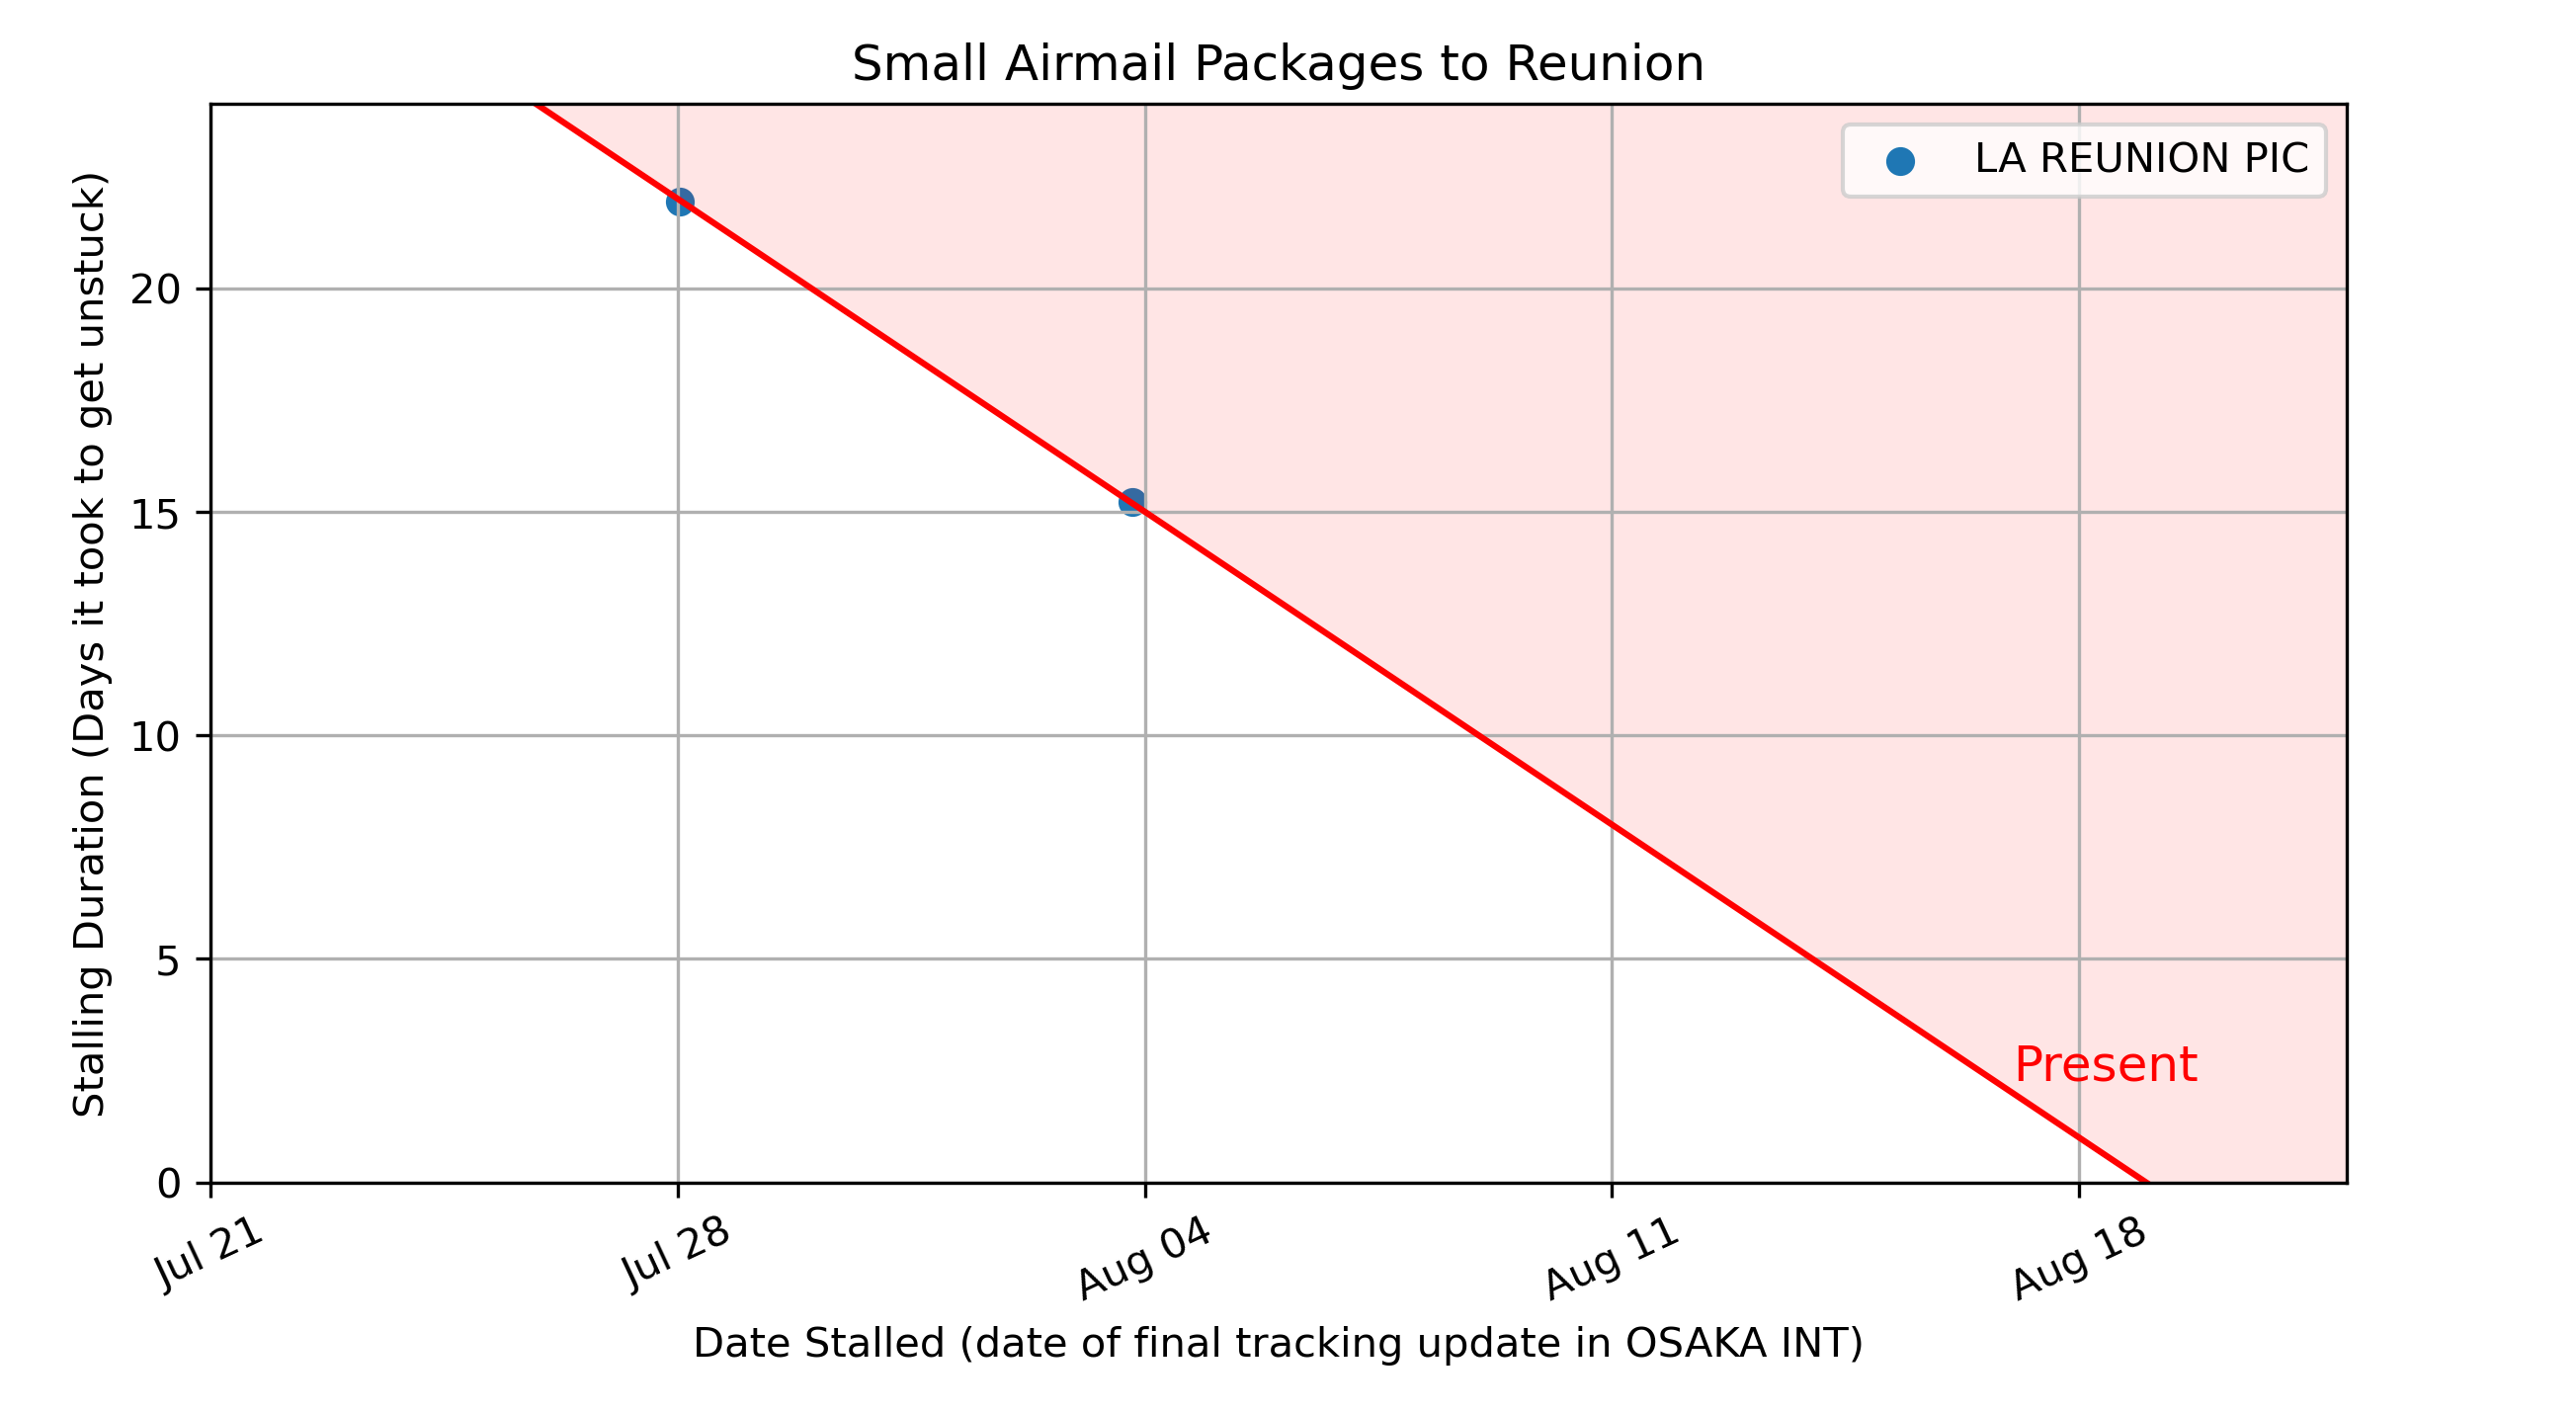 Small Airmail Packages to Reunion
LA REUNION PIC
Stalling Duration (Days it took to get unstuck)
20
15
10
5
0
Present
Jul 21
Jul 28
Aug 04
Aug 11
Aug 18
Date Stalled (date of final tracking update in OSAKA INT)